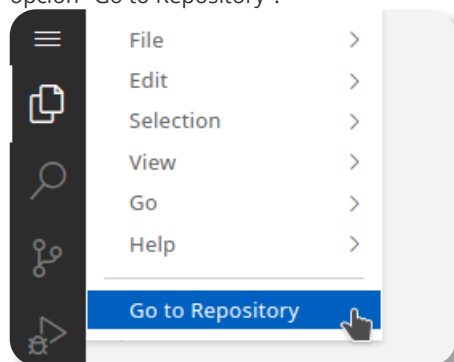 opción "Go to Repository".
File
Edit
Selection
View
Go
Help
Go to Repository